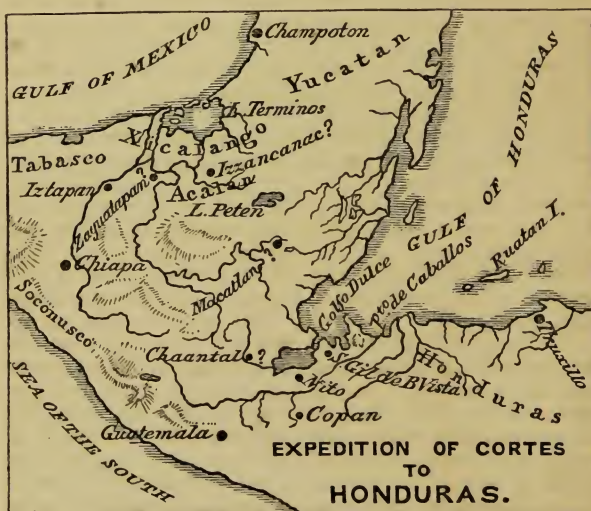 Champoton
GULF OF MEXICO
Yucatan
L. Terminos
Xicalango
Tabasco
Izzancanac?
Iztapan
Zaguatapam?
Acalan
L. Peten
GULF OF HONDURAS
Ruatan I.
Chiapa
Mocatlan?
Golfo Dulce
Pto de Caballos
Soconusco
Truxillo
Chaantal?
S. Gil de B Vista
Honduras
Nito
Copan
Guatemala
SEA OF THE SOUTH
EXPEDITION OF CORTES
TO
HONDURAS.